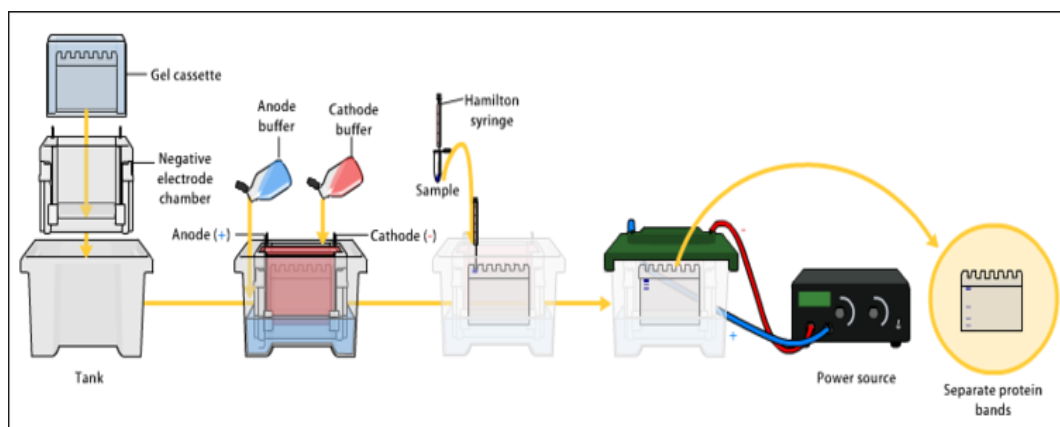 Gel cassette
Negative
electrode
chamber
Tank
Anode
buffer
Cathode
buffer
Anode (+)
Cathode (-)
Hamilton
syringe
Sample
-
+
Power source
Separate protein
bands